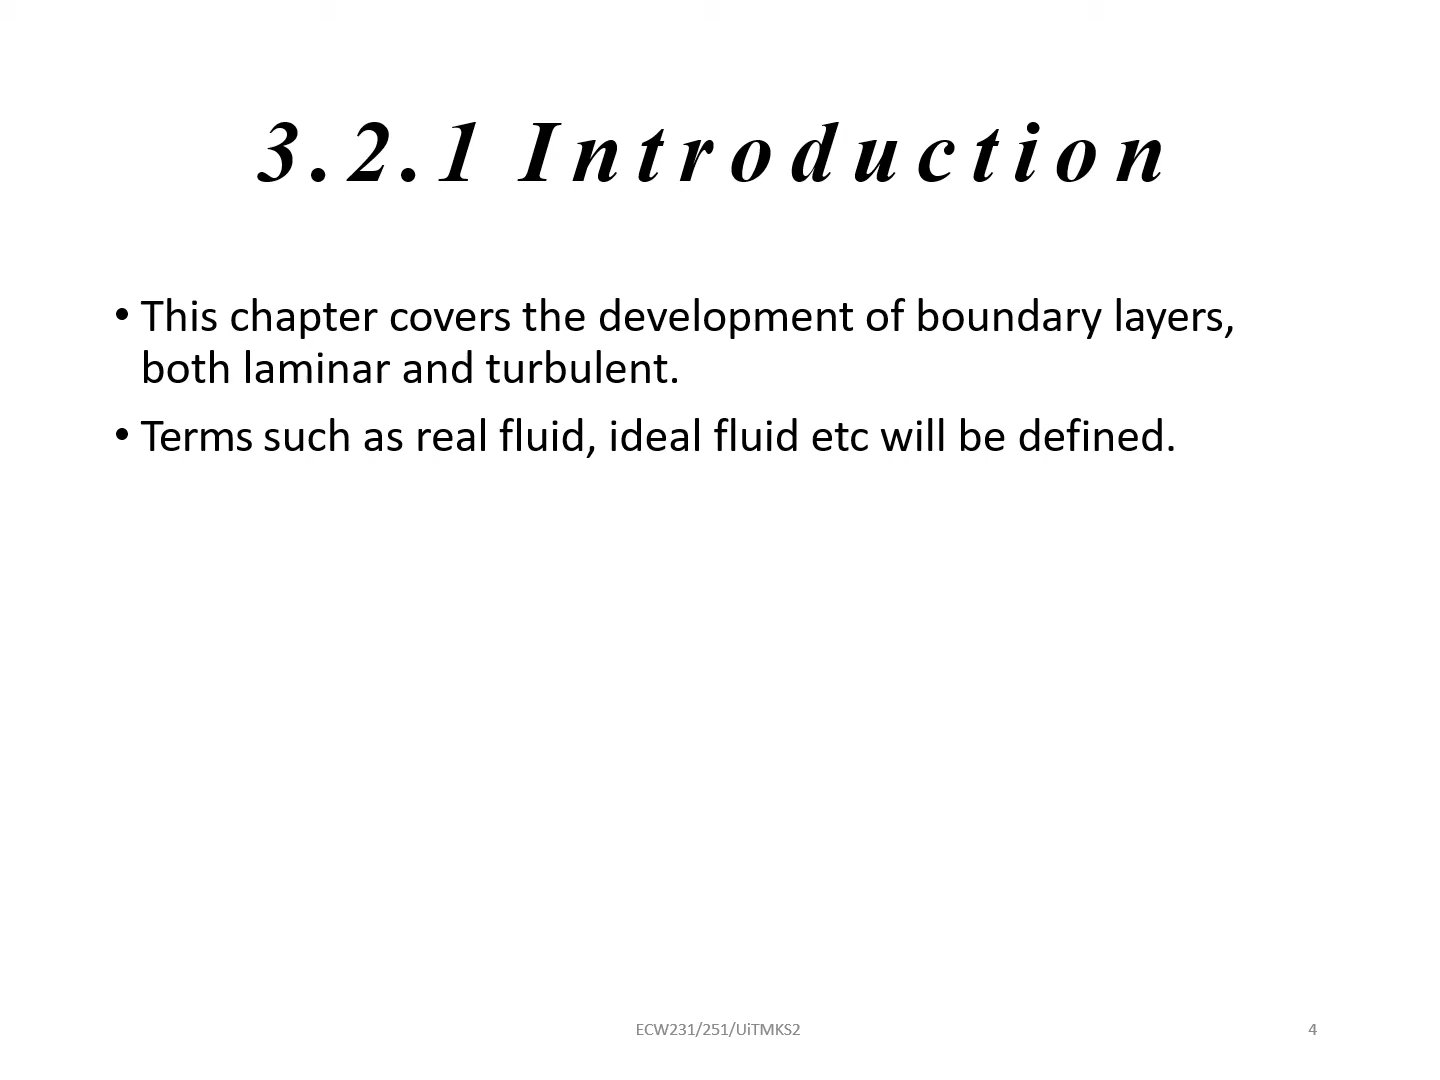 3.2.1 Introduction
• This chapter covers the development of boundary layers,
both laminar and turbulent.
• Terms such as real fluid, ideal fluid etc will be defined.
ECW231/251/UiTMKS2
4